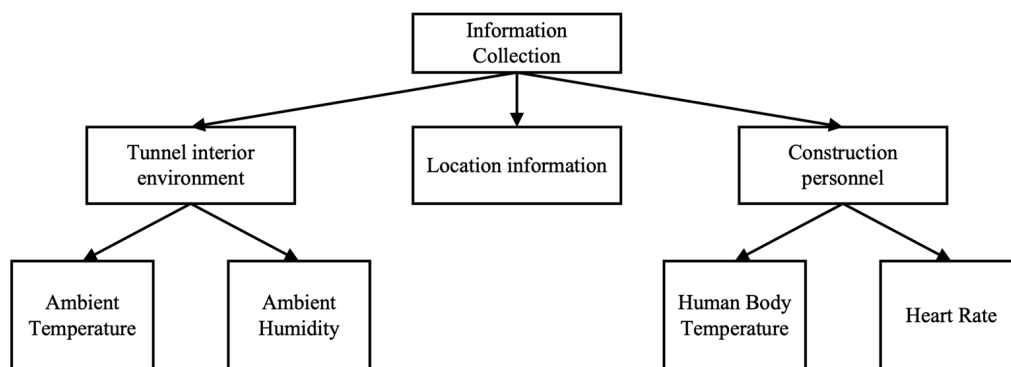 Information
Collection
Tunnel interior
environment
Location information
Construction
personnel
Ambient
Temperature
Ambient
Humidity
Human Body
Temperature
Heart Rate